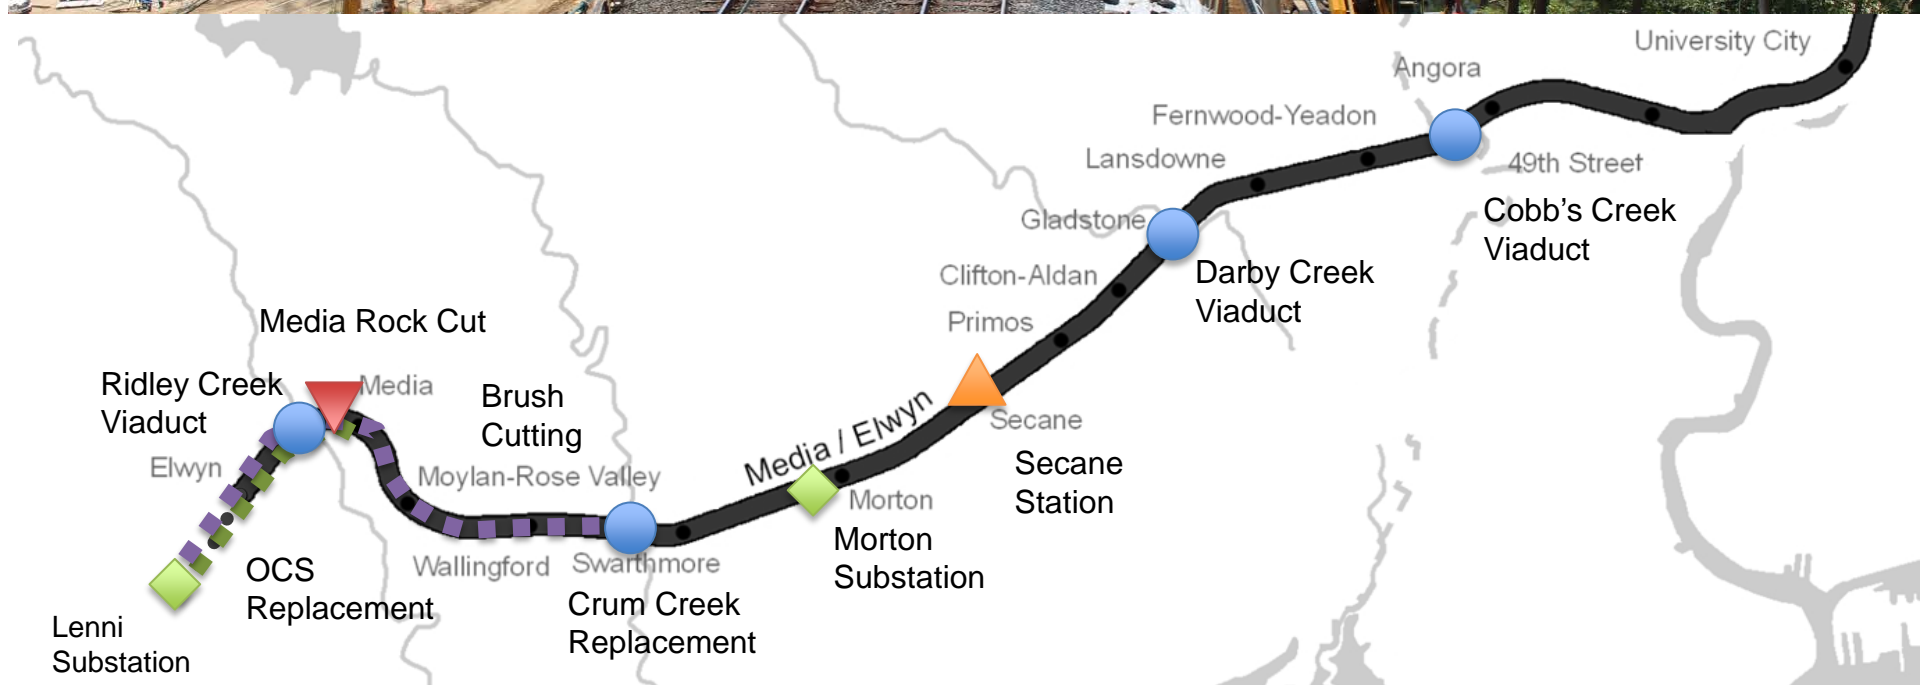 University City
Angora
Fernwood-Yeadon
Lansdowne
49th Street
Cobb's Creek
Viaduct
Gladstone
Clifton-Aldan
Darby Creek
Viaduct
Primos
Media Rock Cut
Ridley Creek
Viaduct
Media
Brush
Cutting
Media / Elwyn
Secane
Secane
Station
Elwyn
Moylan-Rose Valley
Morton
Morton
Substation
OCS
Replacement
Wallingford
Swarthmore
Crum Creek
Replacement
Lenni
Substation